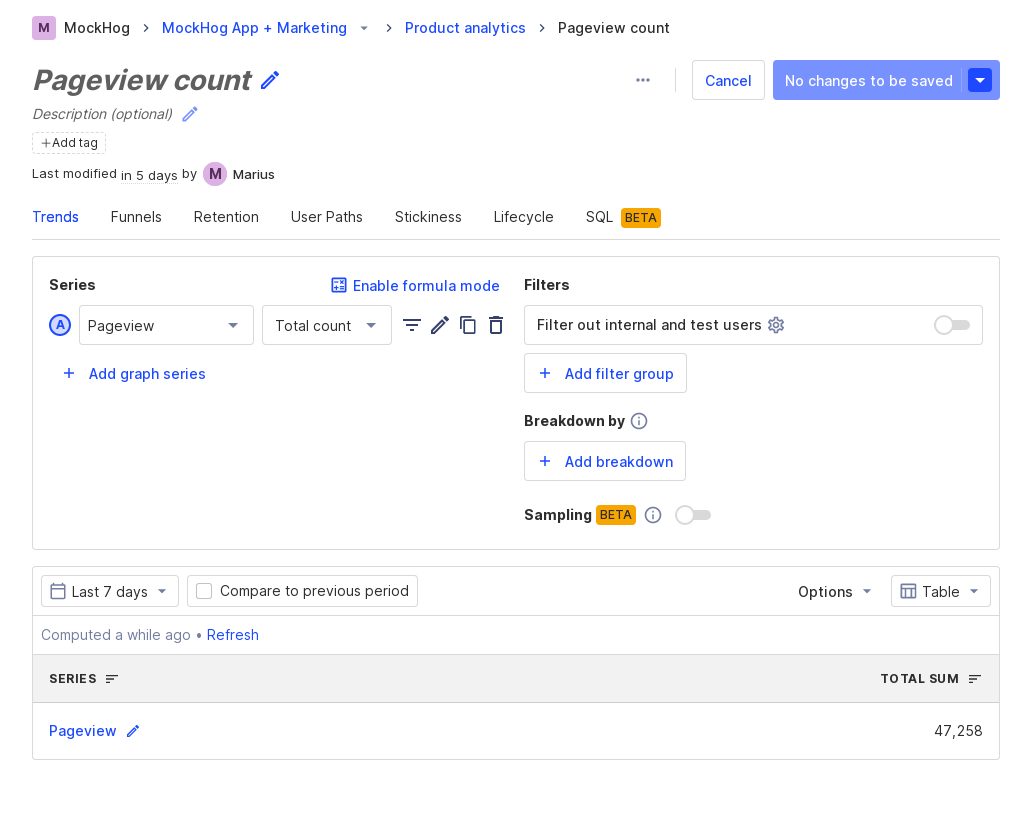 M MockHog > MockHog App + Marketing > Product analytics > Pageview count
Pageview count
Cancel No changes to be saved
Description (optional)
+Add tag
Last modified in 5 days by M Marius
Trends Funnels Retention User Paths Stickiness Lifecycle SQL BETA
Series Enable formula mode
A Pageview Total count
+ Add graph series
Filters
Filter out internal and test users
+ Add filter group
Breakdown by
+ Add breakdown
Sampling BETA
Last 7 days Compare to previous period Options Table
Computed a while ago • Refresh
SERIES TOTAL SUM
Pageview 47,258